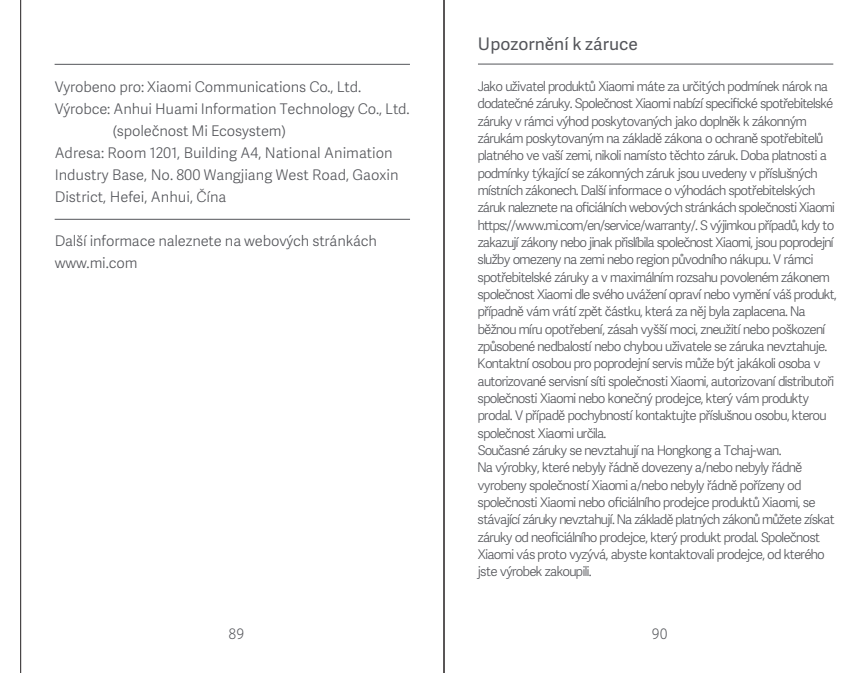 Vyrobeno pro: Xiaomi Communications Co., Ltd.
Výrobce: Anhui Huami Information Technology Co., Ltd.
(společnost Mi Ecosystem)
Adresa: Room 1201, Building A4, National Animation
Industry Base, No. 800 Wangjiang West Road, Gaoxin
District, Hefei, Anhui, Čína
Další informace naleznete na webových stránkách
www.mi.com
89
Upozornění k záruce
Jako uživatel produktů Xiaomi máte za určitých podmínek nárok na
dodatečné záruky. Společnost Xiaomi nabízí specifické spotřebitelské
záruky v rámci výhod poskytovaných jako doplněk k zákonným
zárukám poskytovaným na základě zákona o ochraně spotřebitelů
platného ve vaší zemi, nikoli namísto těchto záruk. Doba platnosti a
podmínky týkající se zákonných záruk jsou uvedeny v příslušných
místních zákonech. Další informace o výhodách spotřebitelských
záruk naleznete na oficiálních webových stránkách společnosti Xiaomi
https://www.mi.com/en/service/warranty/. S výjimkou případů, kdy to
zakazují zákony nebo jinak přislíbila společnost Xiaomi, jsou poprodejní
služby omezeny na zemi nebo region původního nákupu. V rámci
spotřebitelské záruky a v maximálním rozsahu povoleném zákonem
společnost Xiaomi dle svého uvážení opraví nebo vymění váš produkt,
případně vám vrátí zpět částku, která za něj byla zaplacena. Na
běžnou míru opotřebení, zásah vyšší moci, zneužití nebo poškození
způsobené nedbalostí nebo chybou uživatele se záruka nevztahuje.
Kontaktní osobou pro poprodejní servis může být jakákoli osoba v
autorizované servisní síti společnosti Xiaomi, autorizovaní distributoři
společnosti Xiaomi nebo konečný prodejce, který vám produkty
prodal. V případě pochybností kontaktujte příslušnou osobu, kterou
společnost Xiaomi určila.
Současné záruky se nevztahují na Hongkong a Tchaj-wan.
Na výrobky, které nebyly řádně dovezeny a/nebo nebyly řádně
vyrobeny společností Xiaomi a/nebo nebyly řádně pořízeny od
společnosti Xiaomi nebo oficiálního prodejce produktů Xiaomi, se
stávající záruky nevztahují. Na základě platných zákonů můžete získat
záruky od neoficiálního prodejce, který produkt prodal. Společnost
Xiaomi vás proto vyzývá, abyste kontaktovali prodejce, od kterého
jste výrobek zakoupili.
90